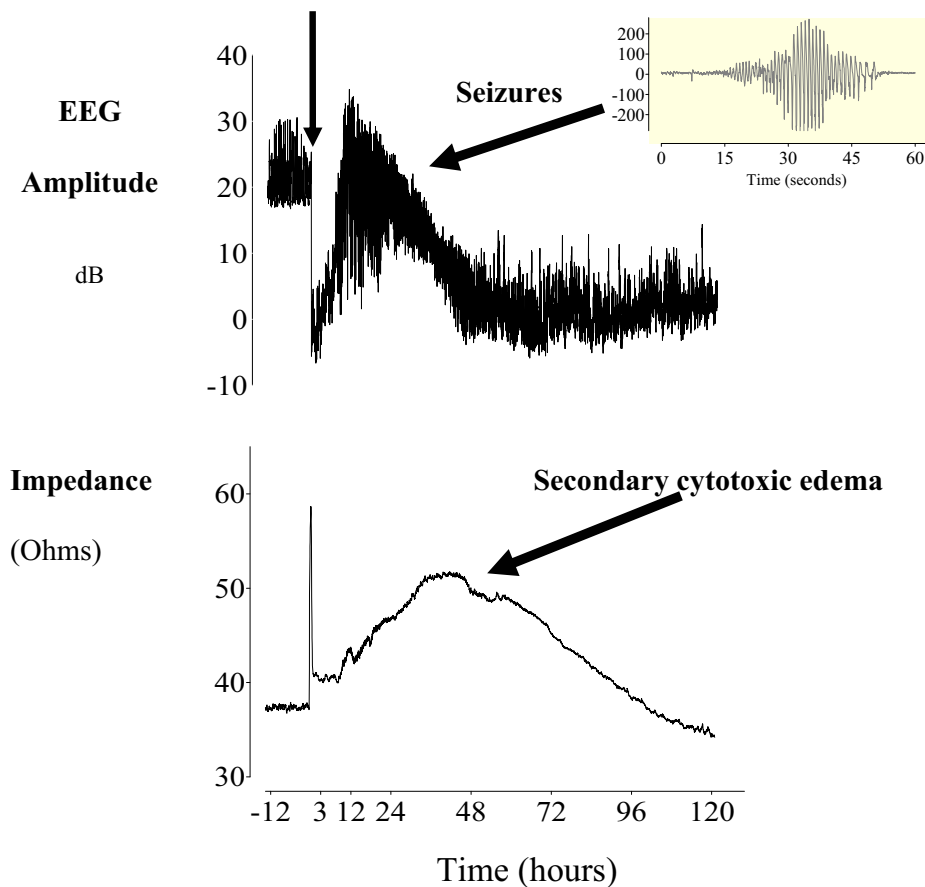 40
EEG
30
Amplitude
20
dB
10
0
-10
Seizures
200
100
0
-100
-200
0 15 30 45 60
Time (seconds)
Impedance
(Ohms)
60
50
40
30
Secondary cytotoxic edema
-12 3 12 24 48 72 96 120
Time (hours)